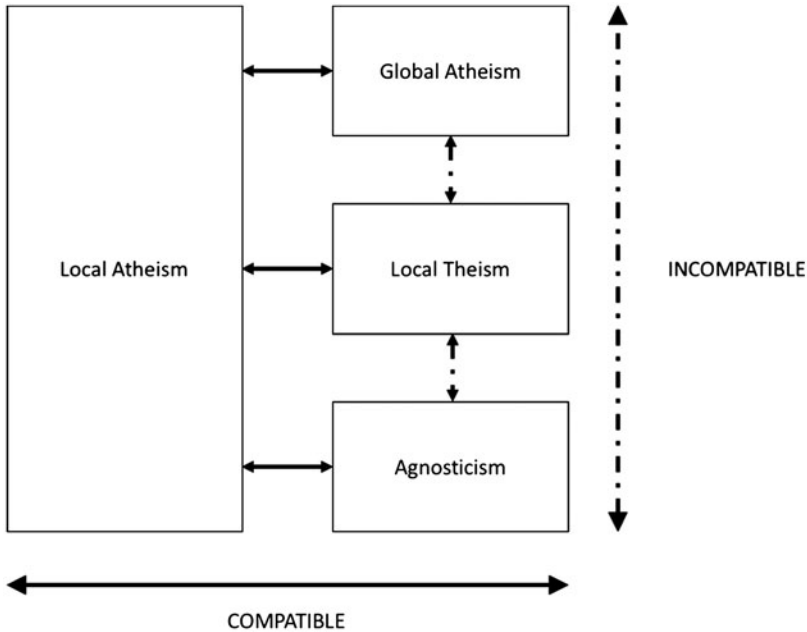 Global Atheism
Local Atheism
Local Theism
INCOMPATIBLE
Agnosticism
COMPATIBLE